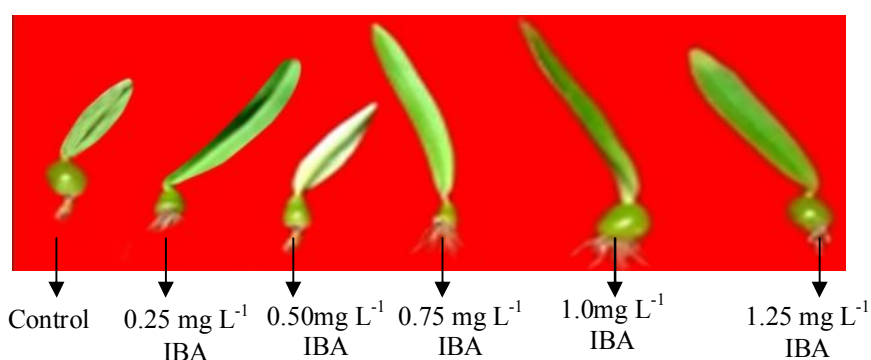 Control
0.25 mg L-1
IBA
0.50mg L-1
IBA
0.75 mg L-1
IBA
1.0mg L-1
IBA
1.25 mg L-1
IBA